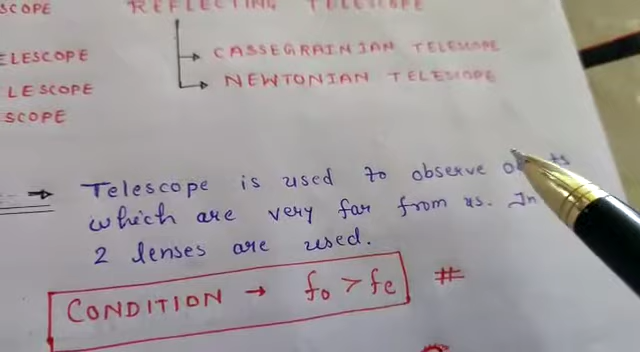 SCOPE REFLECTING TELESCOPE
ELESCOPE → CASSEGRAINIAN TELESCOPE
LESCOPE → NEWTONIAN TELESCOPE
SCOPE
→ Telescope is used to observe
which are very far from us. In
2 lenses are used.
CONDITION → fo > fe #